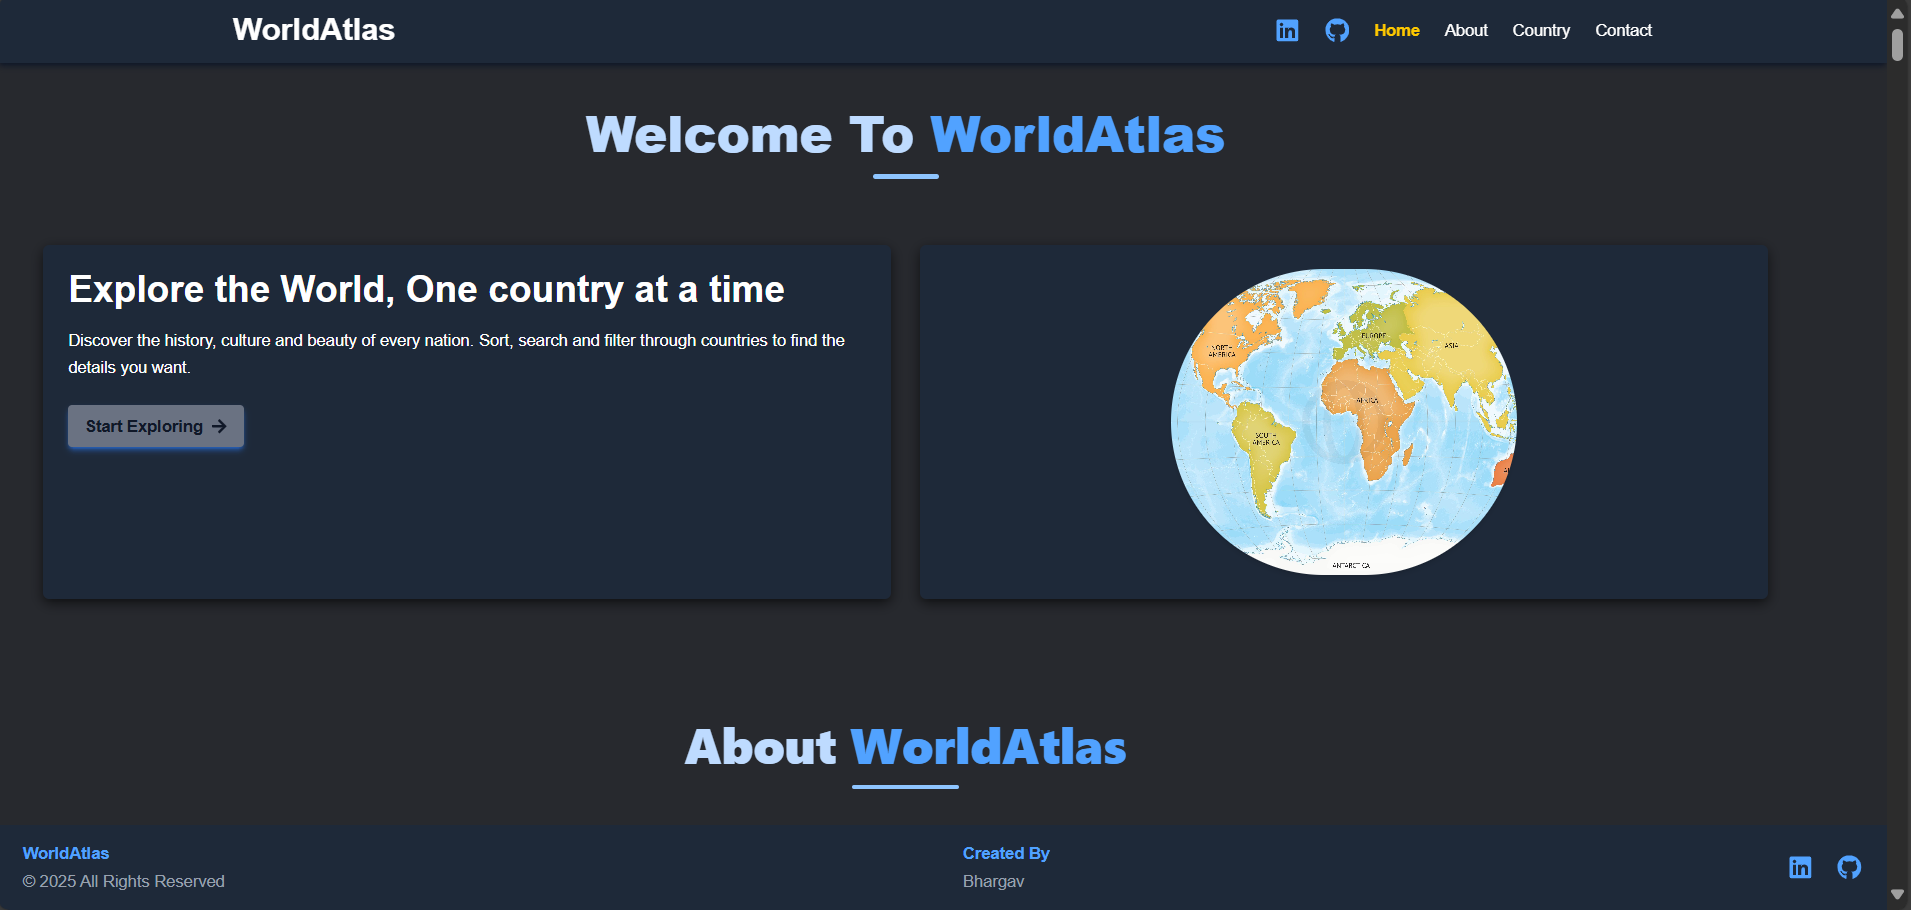 WorldAtlas
Home About Country Contact
Welcome To WorldAtlas
Explore the World, One country at a time
Discover the history, culture and beauty of every nation. Sort, search and filter through countries to find the
details you want.
Start Exploring →
NORTH
AMERICA
EUROPE
ASIA
AFRICA
SOUTH
AMERICA
ANTARCTICA
About WorldAtlas
WorldAtlas
© 2025 All Rights Reserved
Created By
Bhargav